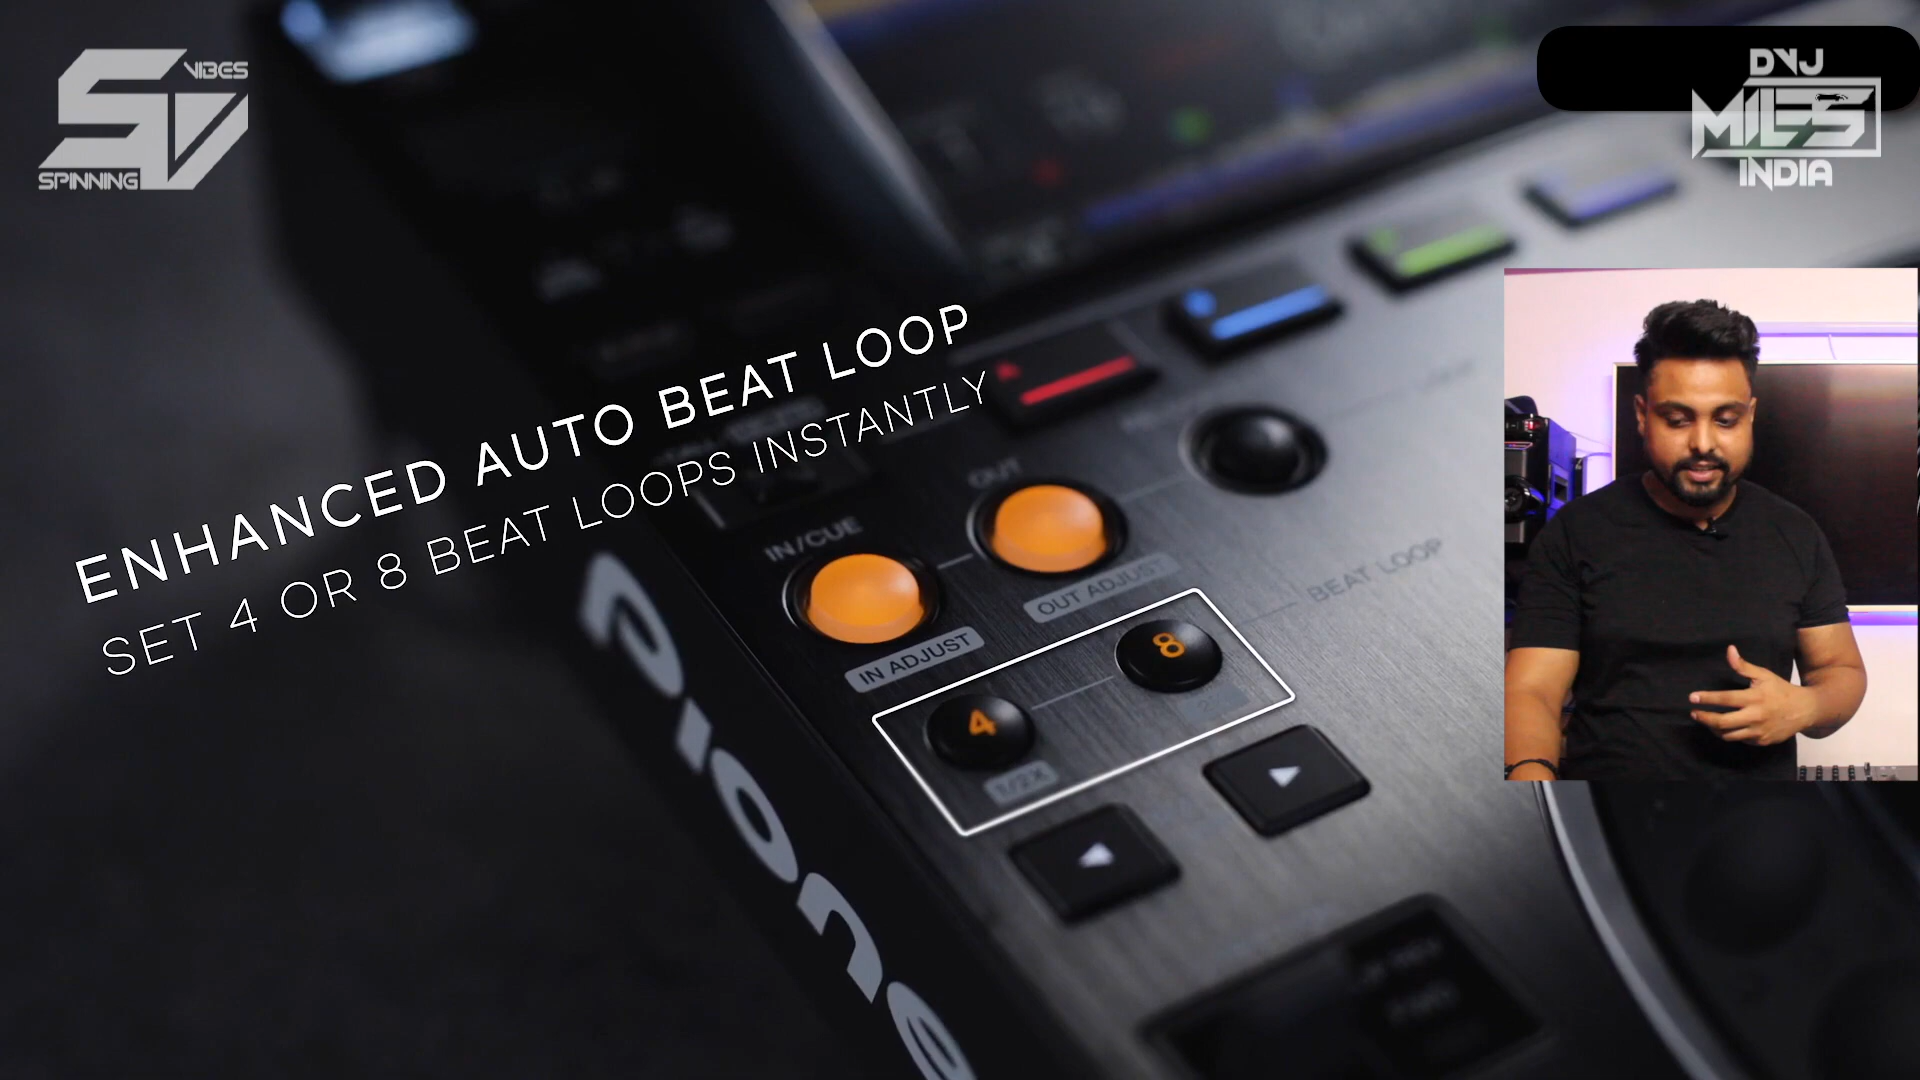 VIBES
SPINNING
DVJ
MILES
INDIA
ENHANCED AUTO BEAT LOOP
SET 4 OR 8 BEAT LOOPS INSTANTLY
OUT
IN/CUE
OUT ADJUST
BEAT LOOP
IN ADJUST
8
4
1/2X
2X
Pione